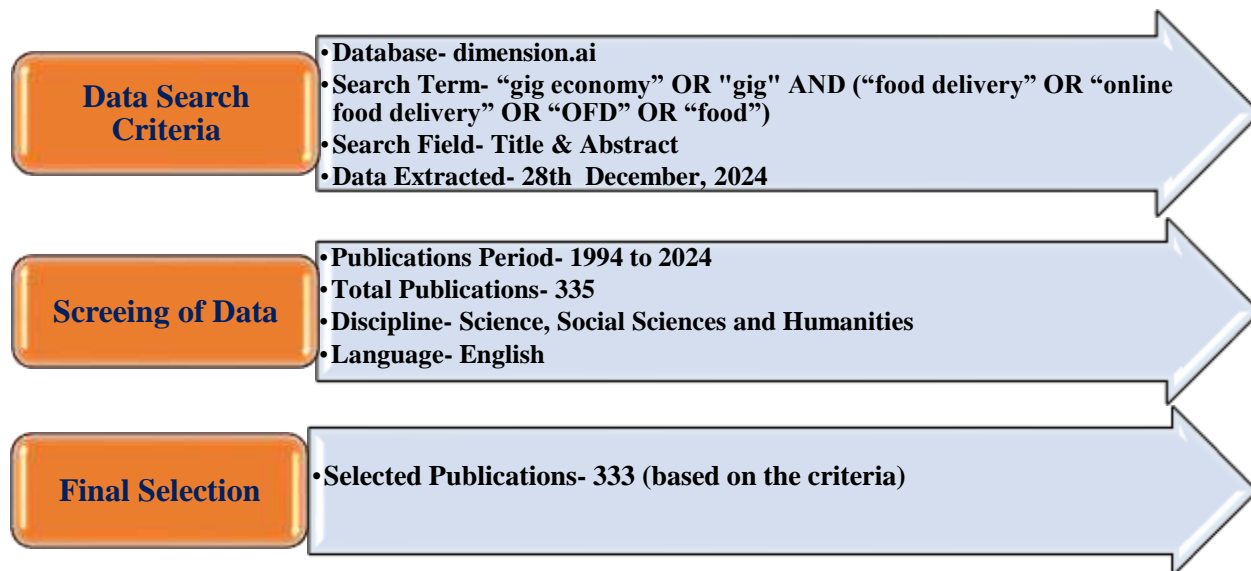 Data Search
Criteria
•Database- dimension.ai
•Search Term- “gig economy” OR "gig" AND (“food delivery” OR “online
food delivery” OR “OFD” OR “food”)
•Search Field- Title & Abstract
•Data Extracted- 28th December, 2024
Screeing of Data
•Publications Period- 1994 to 2024
•Total Publications- 335
•Discipline- Science, Social Sciences and Humanities
•Language- English
Final Selection
•Selected Publications- 333 (based on the criteria)